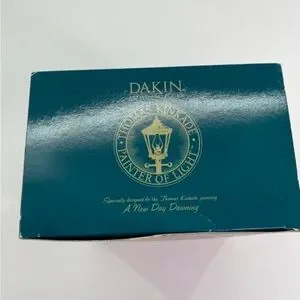 DAKIN.
THOMAS KINKADE
PAINTER OF LIGHT
Specially designed for the Thomas Kinkade painting
A New Day Dawning